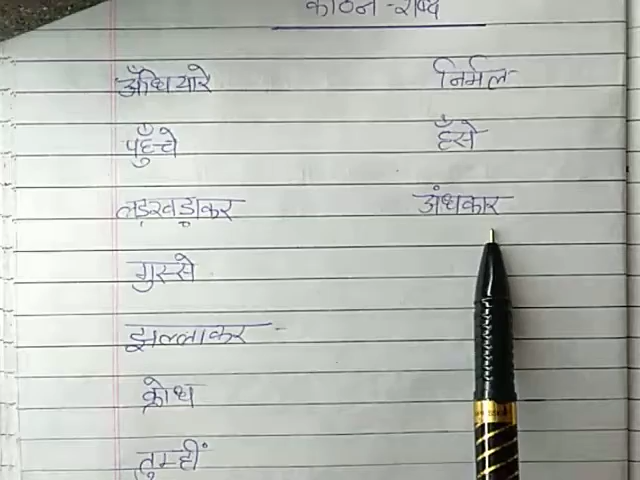 कठिन-शब्द
अँधियारे निर्मल
पहुँचे हँसे
लड़खड़ाकर अंधकार
गुस्से
झल्लाकर
क्रोध
तुम्हीं